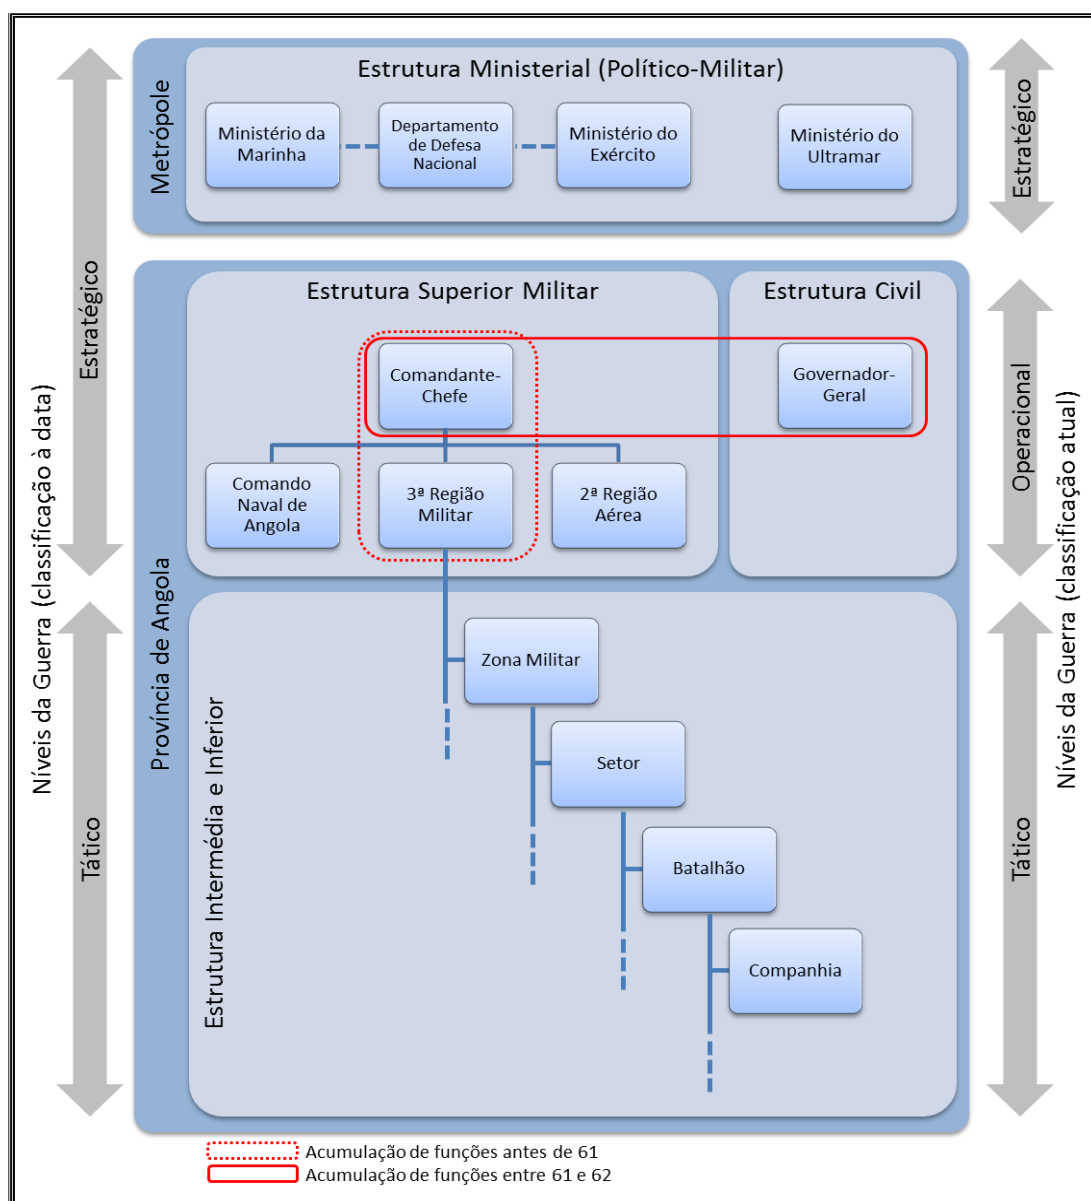 Níveis da Guerra (classificação à data)
Estratégico
Tático
Metrópole
Estrutura Ministerial (Político-Militar)
Ministério da
Marinha
Departamento
de Defesa
Nacional
Ministério do
Exército
Ministério do
Ultramar
Província de Angola
Estrutura Superior Militar
Estrutura Civil
Comandante-
Chefe
Governador-
Geral
Comando
Naval de
Angola
3ª Região
Militar
2ª Região
Aérea
Estrutura Intermédia e Inferior
Zona Militar
Setor
Batalhão
Companhia
Estratégico
Operacional
Tático
Níveis da Guerra (classificação atual)
Acumulação de funções antes de 61
Acumulação de funções entre 61 e 62